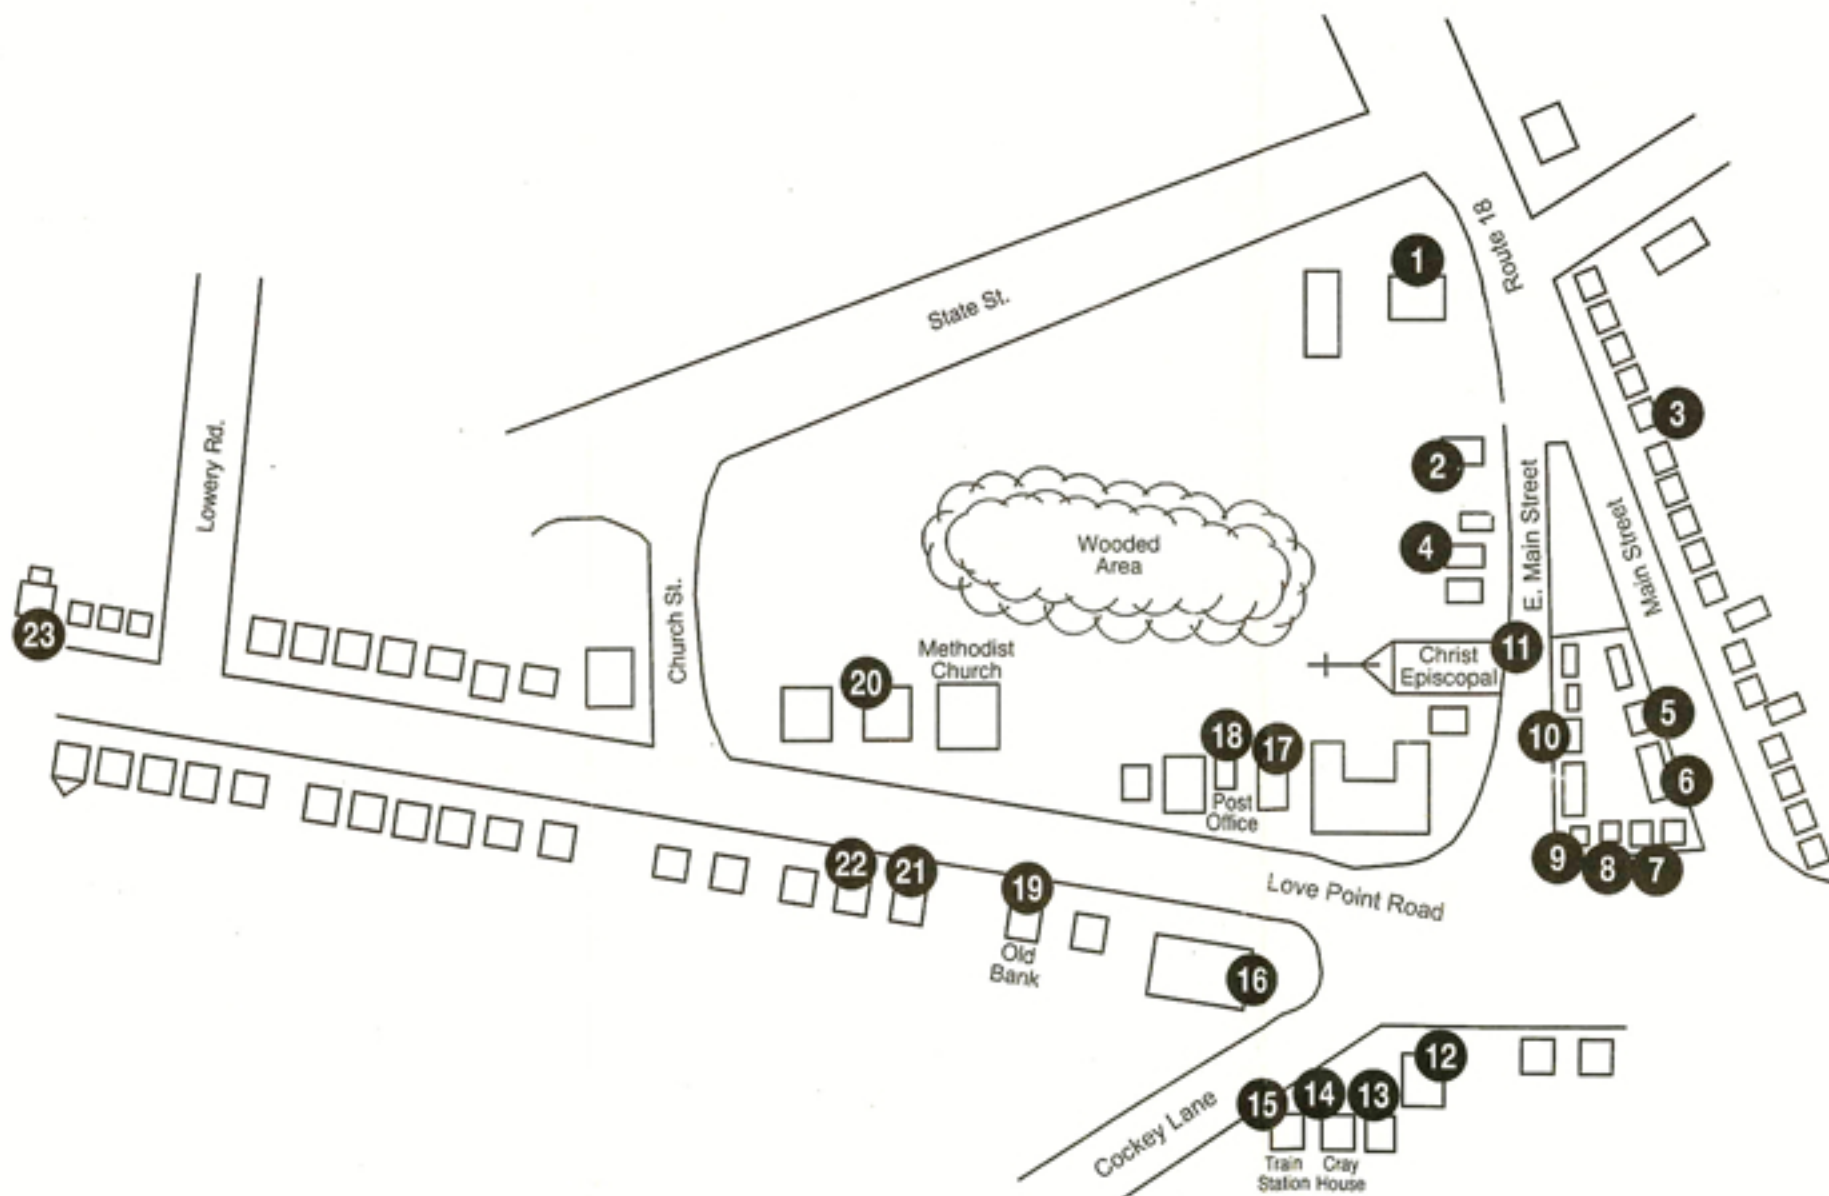 Route 18
1
State St.
3
Lowery Rd.
2
E. Main Street
Main Street
4
Wooded
Area
Church St.
23
11
Christ
Episcopal
Methodist
Church
20
5
10
18
17
6
Post
Office
9
8
7
22
21
19
Love Point Road
Old
Bank
16
12
15
14
13
Cockey Lane
Train
Station
Cray
House